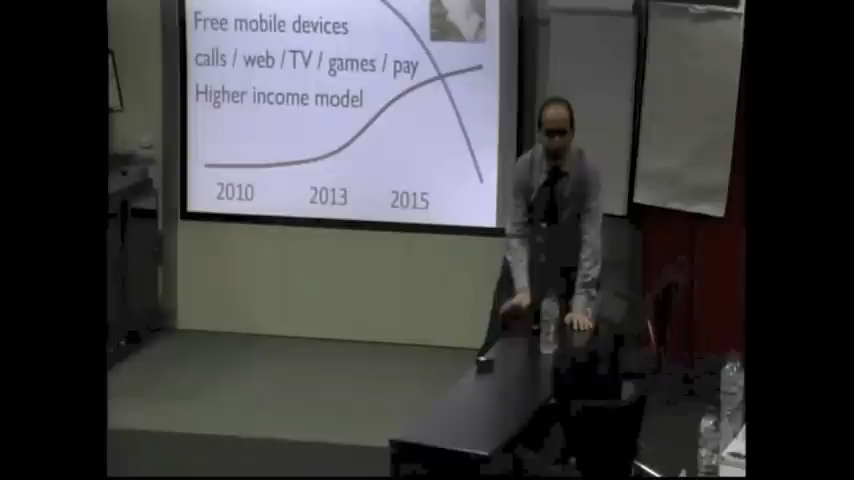 Free mobile devices
calls / web / TV / games / pay
Higher income model
2010 2013 2015